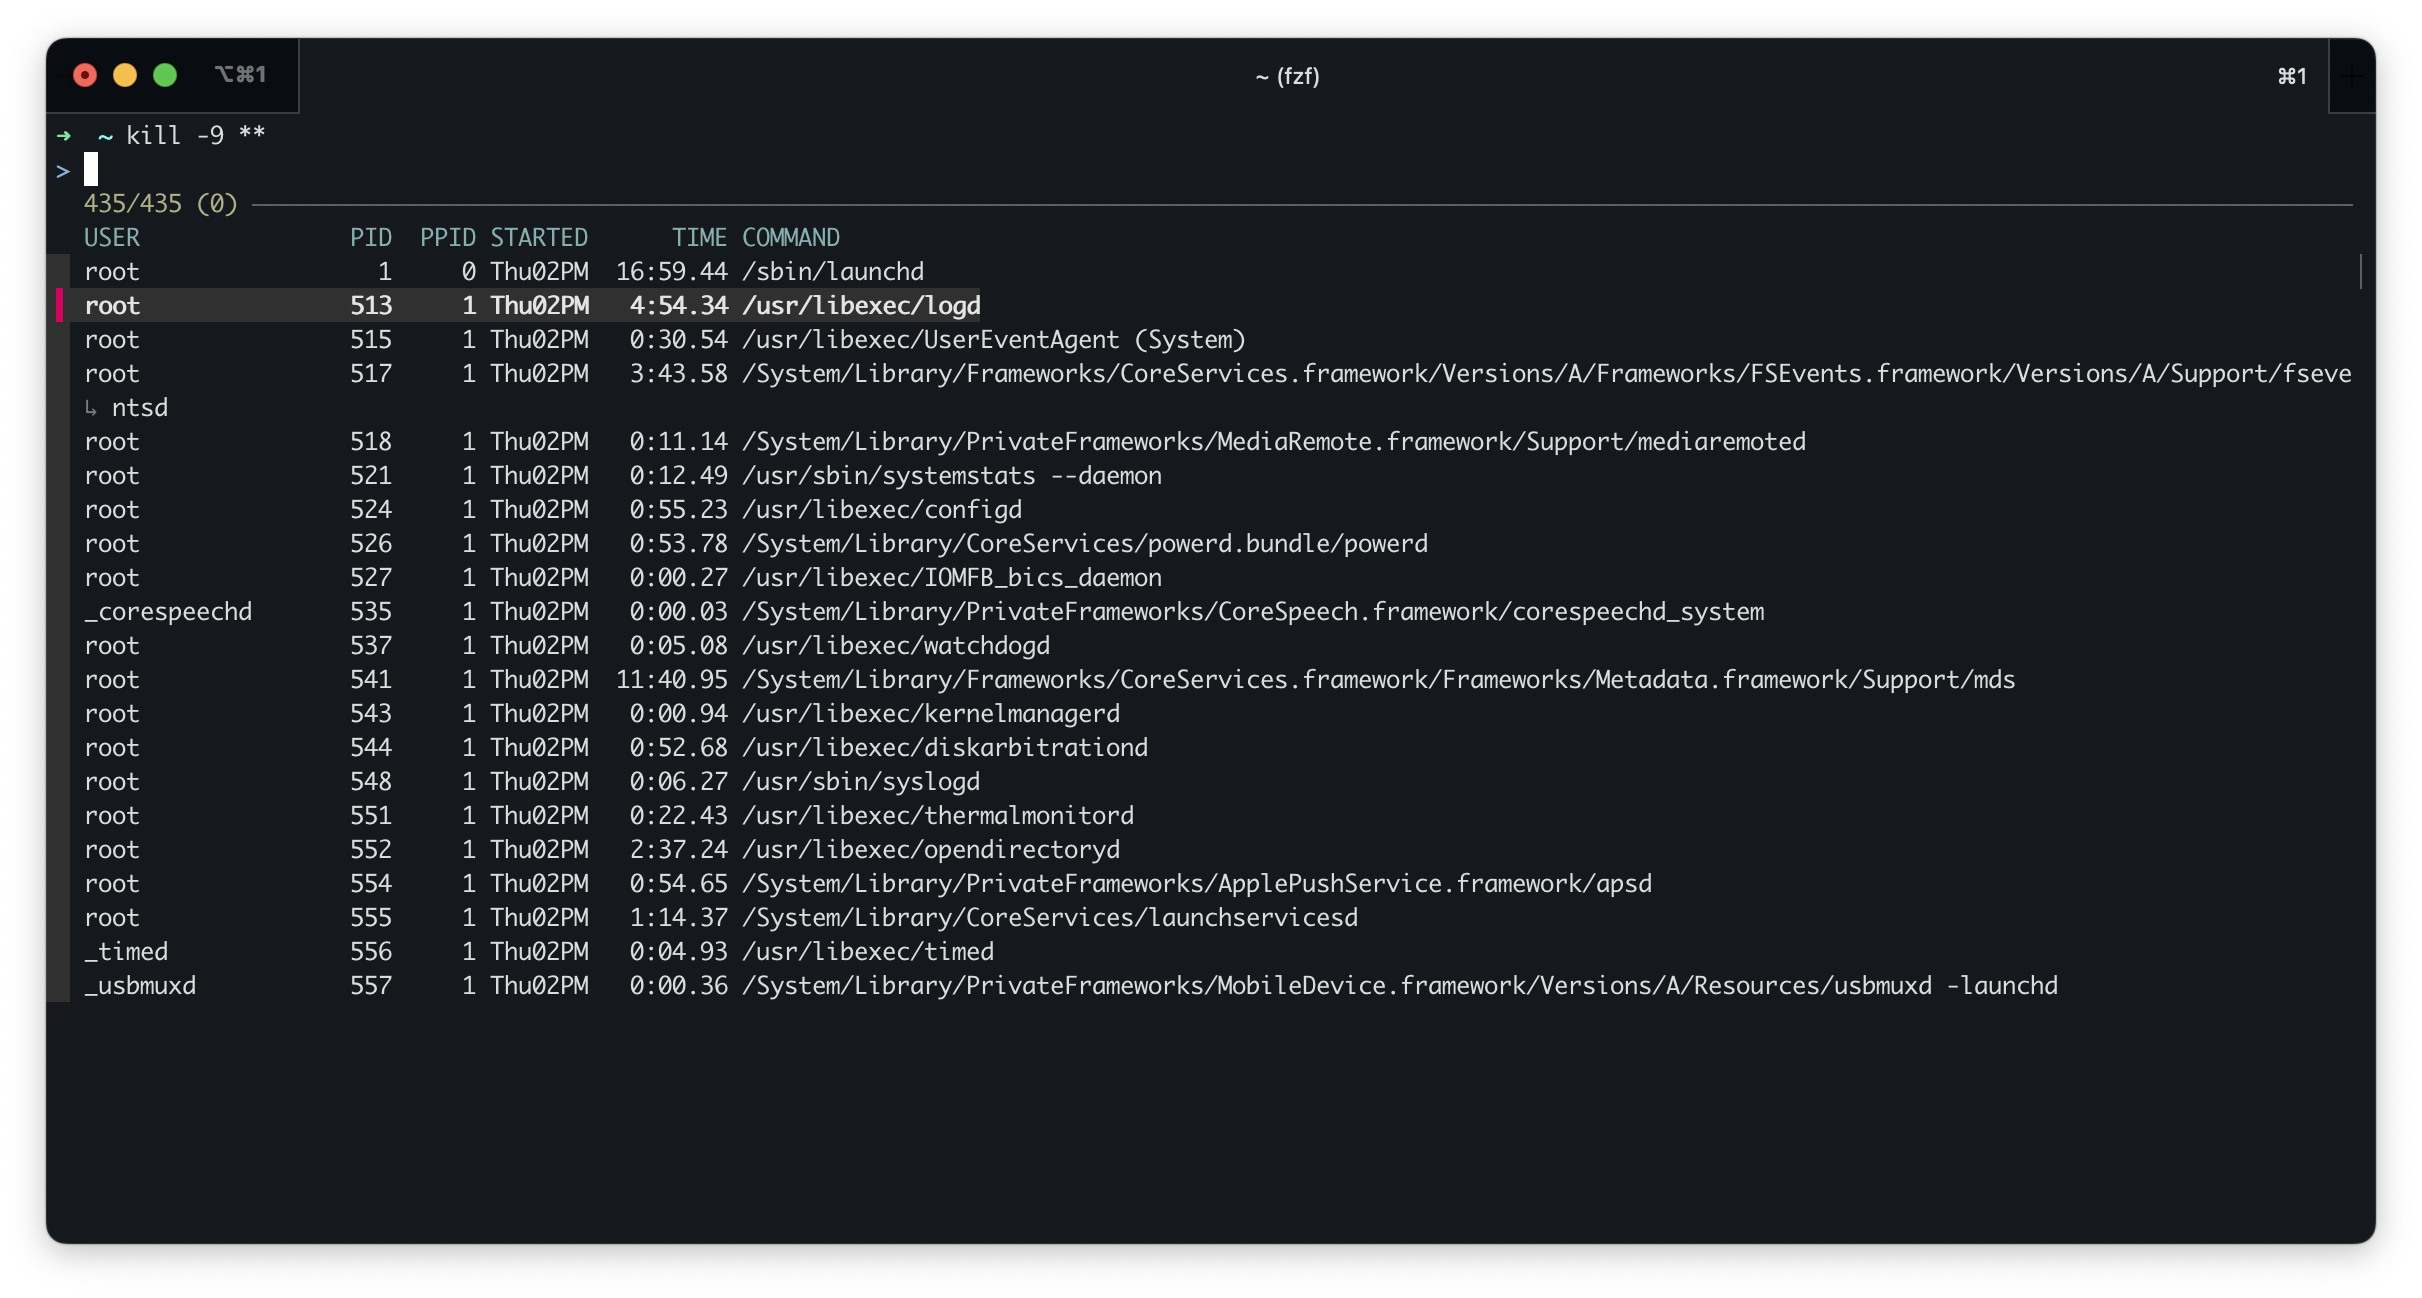 ⌥⌘1 ~ (fzf) ⌘1 +
➜ ~ kill -9 **
>
435/435 (0)
USER PID PPID STARTED TIME COMMAND
root 1 0 Thu02PM 16:59.44 /sbin/launchd
root 513 1 Thu02PM 4:54.34 /usr/libexec/logd
root 515 1 Thu02PM 0:30.54 /usr/libexec/UserEventAgent (System)
root 517 1 Thu02PM 3:43.58 /System/Library/Frameworks/CoreServices.framework/Versions/A/Frameworks/FSEvents.framework/Versions/A/Support/fseve
↳ ntsd
root 518 1 Thu02PM 0:11.14 /System/Library/PrivateFrameworks/MediaRemote.framework/Support/mediaremoted
root 521 1 Thu02PM 0:12.49 /usr/sbin/systemstats --daemon
root 524 1 Thu02PM 0:55.23 /usr/libexec/configd
root 526 1 Thu02PM 0:53.78 /System/Library/CoreServices/powerd.bundle/powerd
root 527 1 Thu02PM 0:00.27 /usr/libexec/IOMFB_bics_daemon
_corespeechd 535 1 Thu02PM 0:00.03 /System/Library/PrivateFrameworks/CoreSpeech.framework/corespeechd_system
root 537 1 Thu02PM 0:05.08 /usr/libexec/watchdogd
root 541 1 Thu02PM 11:40.95 /System/Library/Frameworks/CoreServices.framework/Frameworks/Metadata.framework/Support/mds
root 543 1 Thu02PM 0:00.94 /usr/libexec/kernelmanagerd
root 544 1 Thu02PM 0:52.68 /usr/libexec/diskarbitrationd
root 548 1 Thu02PM 0:06.27 /usr/sbin/syslogd
root 551 1 Thu02PM 0:22.43 /usr/libexec/thermalmonitord
root 552 1 Thu02PM 2:37.24 /usr/libexec/opendirectoryd
root 554 1 Thu02PM 0:54.65 /System/Library/PrivateFrameworks/ApplePushService.framework/apsd
root 555 1 Thu02PM 1:14.37 /System/Library/CoreServices/launchservicesd
_timed 556 1 Thu02PM 0:04.93 /usr/libexec/timed
_usbmuxd 557 1 Thu02PM 0:00.36 /System/Library/PrivateFrameworks/MobileDevice.framework/Versions/A/Resources/usbmuxd -launchd